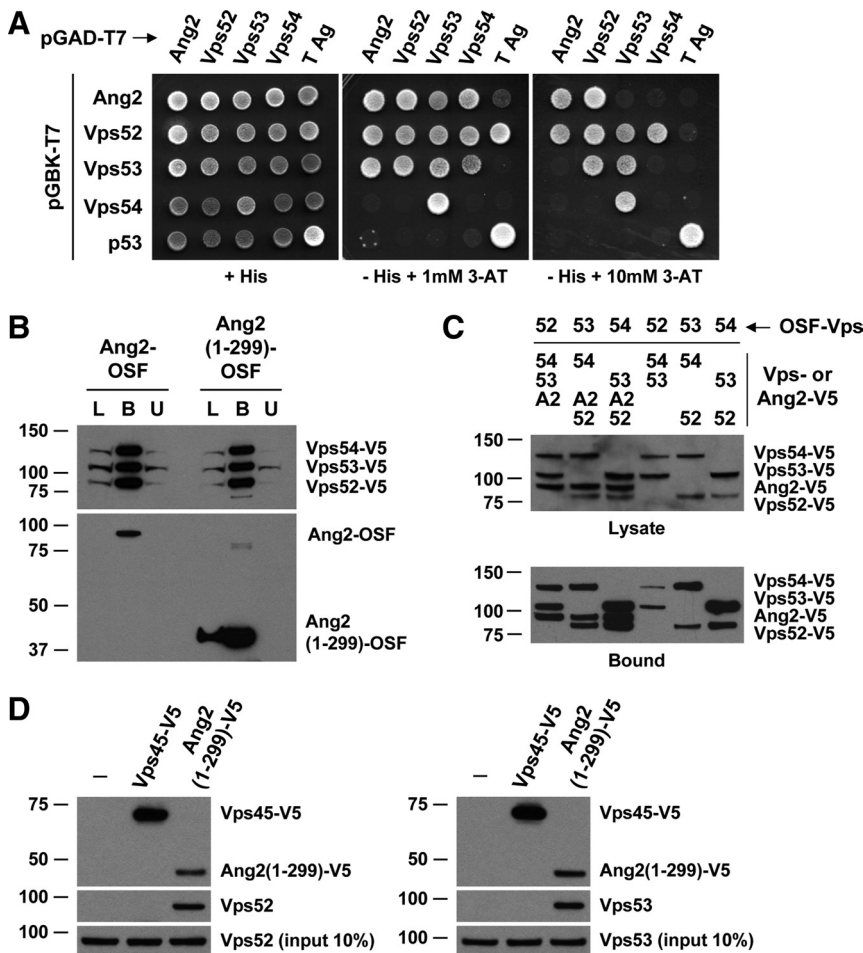 A
pGAD-T7 → Ang2 Vps52 Vps53 Vps54 T Ag Ang2 Vps52 Vps53 Vps54 T Ag Ang2 Vps52 Vps53 Vps54 T Ag
pGBK-T7
Ang2
Vps52
Vps53
Vps54
p53
+ His - His + 1mM 3-AT - His + 10mM 3-AT
B
Ang2-
OSF
Ang2
(1-299)-
OSF
L B U L B U
150
100
75
Vps54-V5
Vps53-V5
Vps52-V5
100
75
50
37
Ang2-OSF
Ang2
(1-299)-OSF
C
52 53 54 52 53 54 ← OSF-Vps
54 54 54 54
53 53 53 53
A2 A2 A2
52 52 52 52
Vps- or
Ang2-V5
150
100
75
Vps54-V5
Vps53-V5
Ang2-V5
Vps52-V5
Lysate
150
100
75
Vps54-V5
Vps53-V5
Ang2-V5
Vps52-V5
Bound
D
– Vps45-V5 Ang2
(1-299)-V5
75
Vps45-V5
50
Ang2(1-299)-V5
100
Vps52
100
Vps52 (input 10%)
– Vps45-V5 Ang2
(1-299)-V5
75
Vps45-V5
50
Ang2(1-299)-V5
100
Vps53
100
Vps53 (input 10%)